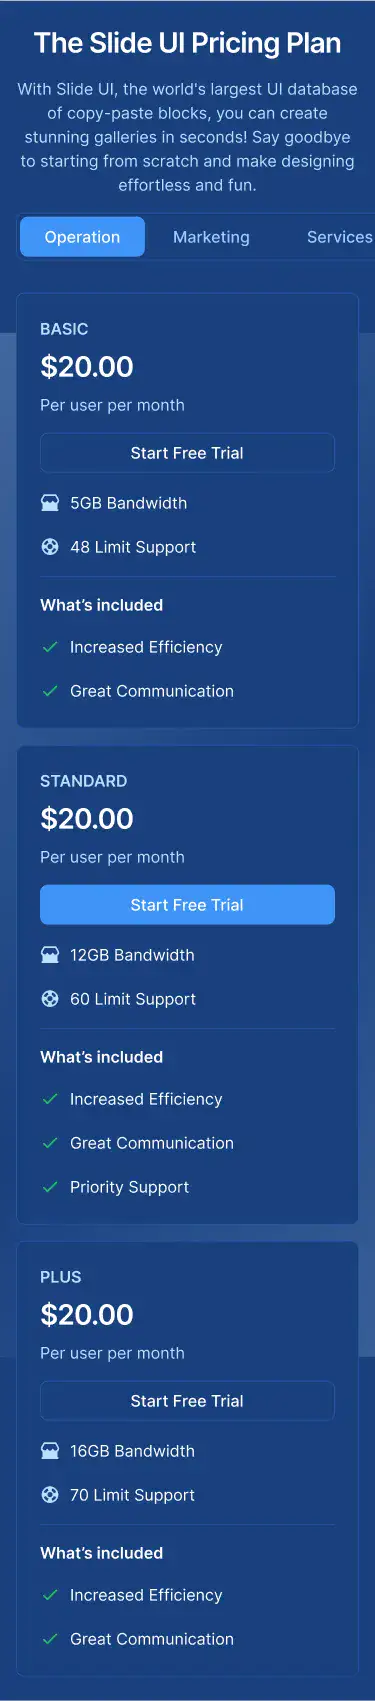 The Slide UI Pricing Plan
With Slide UI, the world's largest UI database
of copy-paste blocks, you can create
stunning galleries in seconds! Say goodbye
to starting from scratch and make designing
effortless and fun.
Operation Marketing Services
BASIC
$20.00
Per user per month
Start Free Trial
5GB Bandwidth
48 Limit Support
What's included
Increased Efficiency
Great Communication
STANDARD
$20.00
Per user per month
Start Free Trial
12GB Bandwidth
60 Limit Support
What's included
Increased Efficiency
Great Communication
Priority Support
PLUS
$20.00
Per user per month
Start Free Trial
16GB Bandwidth
70 Limit Support
What's included
Increased Efficiency
Great Communication